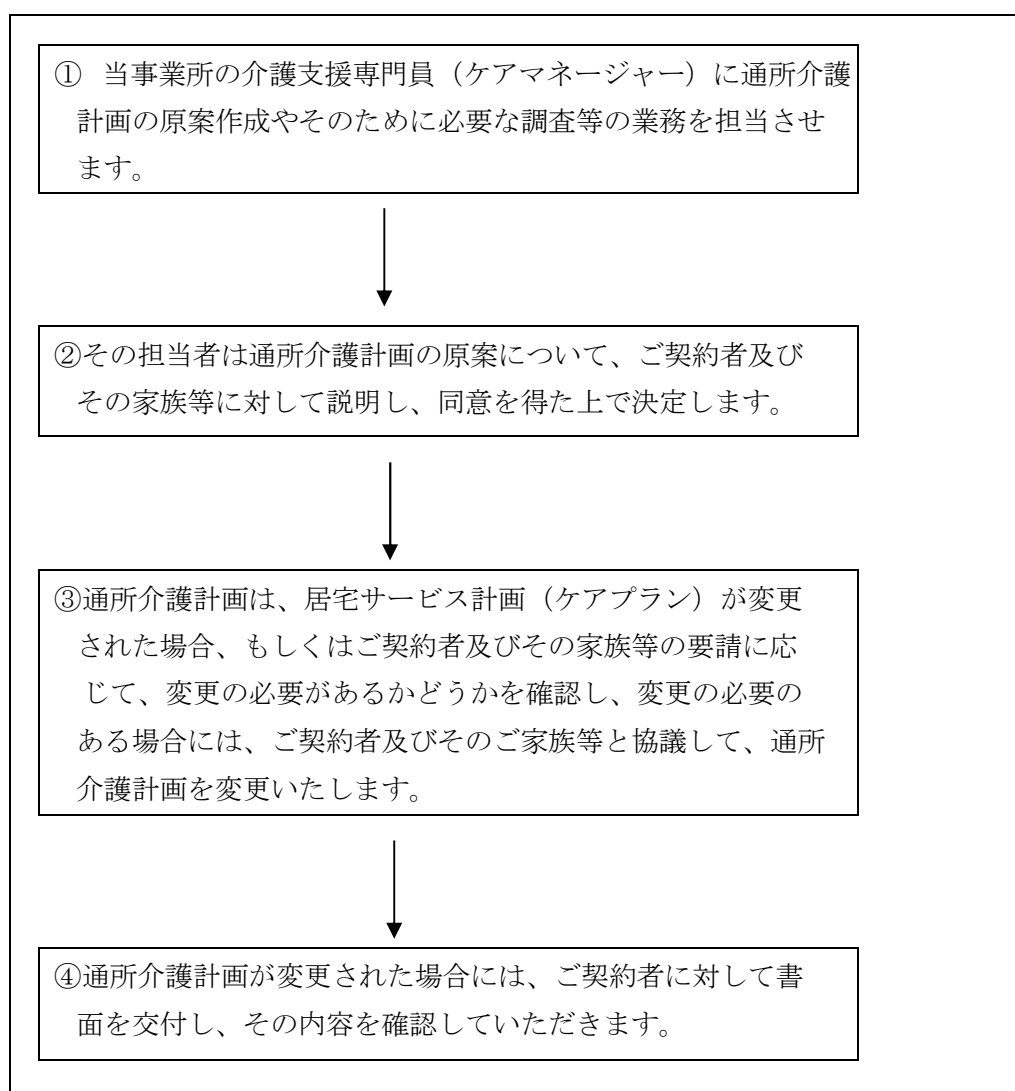 ① 当事業所の介護支援専門員（ケアマネージャー）に通所介護
計画の原案作成やそのために必要な調査等の業務を担当させ
ます。
②その担当者は通所介護計画の原案について、ご契約者及び
その家族等に対して説明し、同意を得た上で決定します。
③通所介護計画は、居宅サービス計画（ケアプラン）が変更
された場合、もしくはご契約者及びその家族等の要請に応
じて、変更の必要があるかどうかを確認し、変更の必要の
ある場合には、ご契約者及びそのご家族等と協議して、通所
介護計画を変更いたします。
④通所介護計画が変更された場合には、ご契約者に対して書
面を交付し、その内容を確認していただきます。